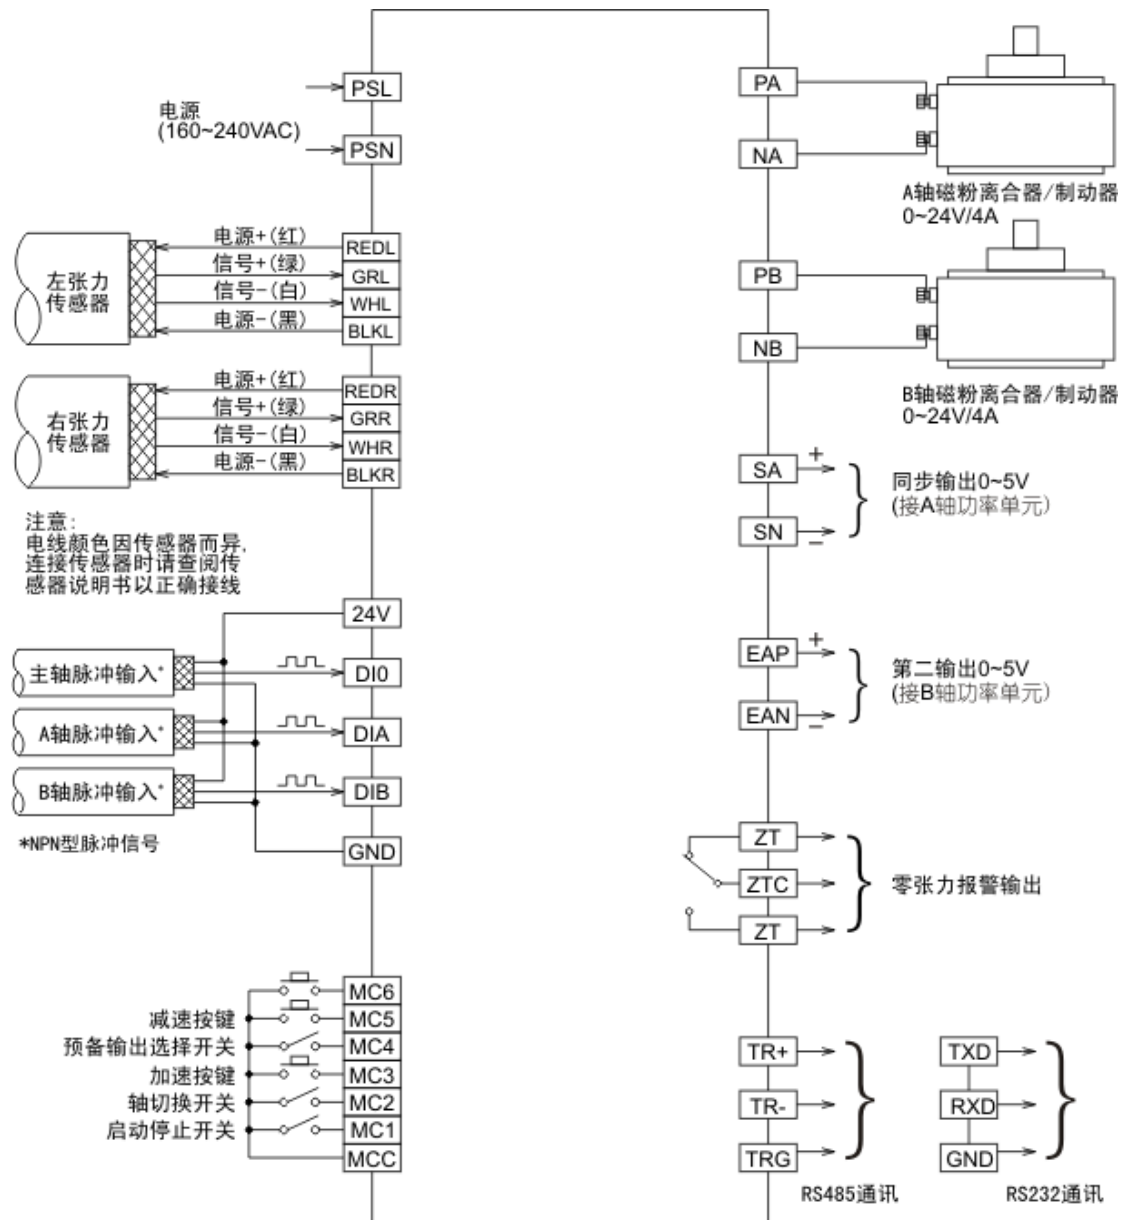 PSL
电源
(160~240VAC)
PSN
左张力
传感器
电源+(红)
REDL
信号+(绿)
GRL
信号-(白)
WHL
电源-(黑)
BLKL
右张力
传感器
电源+(红)
REDR
信号+(绿)
GRR
信号-(白)
WHR
电源-(黑)
BLKR
注意:
电线颜色因传感器而异,
连接传感器时请查阅传
感器说明书以正确接线
24V
主轴脉冲输入*
DI0
A轴脉冲输入*
DIA
B轴脉冲输入*
DIB
*NPN型脉冲信号
GND
MC6
减速按键
MC5
预备输出选择开关
MC4
加速按键
MC3
轴切换开关
MC2
启动停止开关
MC1
MCC
PA
NA
A轴磁粉离合器/制动器
0~24V/4A
PB
NB
B轴磁粉离合器/制动器
0~24V/4A
SA
+
同步输出0~5V
(接A轴功率单元)
SN
−
EAP
+
第二输出0~5V
(接B轴功率单元)
EAN
−
ZT
ZTC
零张力报警输出
ZT
TR+
TR-
TRG
RS485通讯
TXD
RXD
GND
RS232通讯